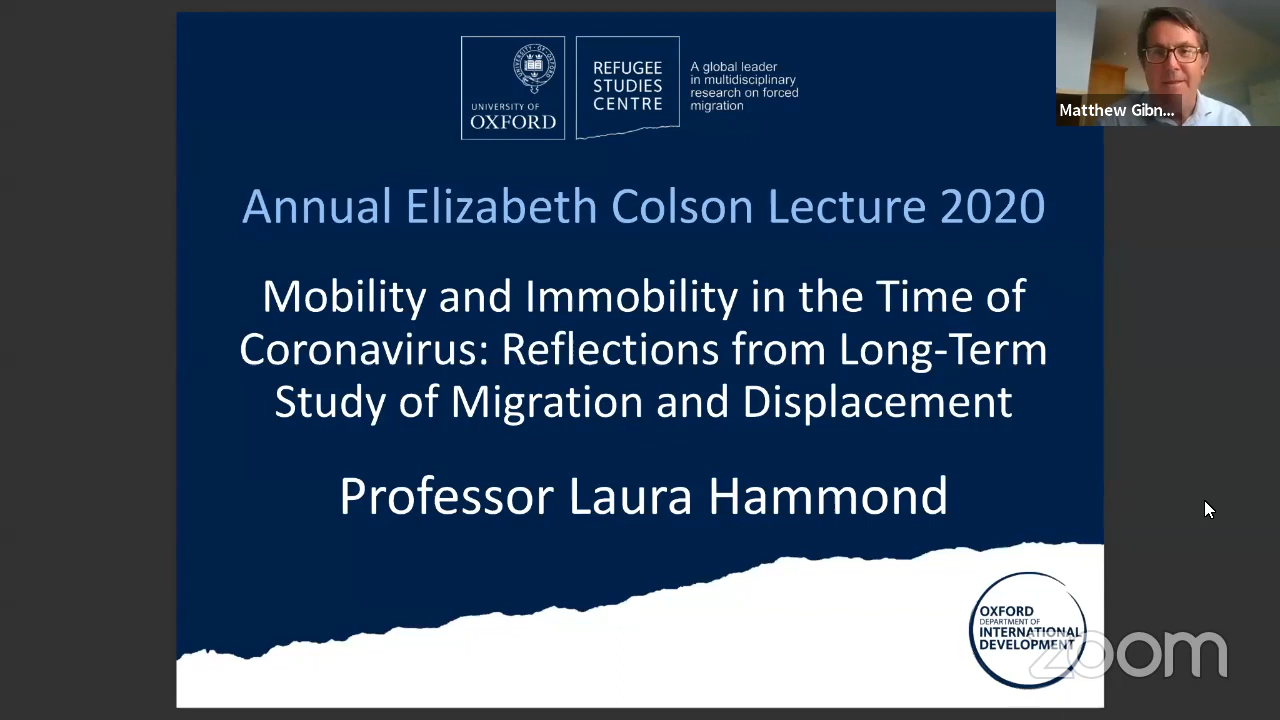 UNIVERSITY OF
OXFORD
REFUGEE
STUDIES
CENTRE
A global leader
in multidisciplinary
research on forced
migration
Matthew Gibn...
Annual Elizabeth Colson Lecture 2020
Mobility and Immobility in the Time of
Coronavirus: Reflections from Long-Term
Study of Migration and Displacement
Professor Laura Hammond
OXFORD
DEPARTMENT OF
INTERNATIONAL
DEVELOPMENT
zoom